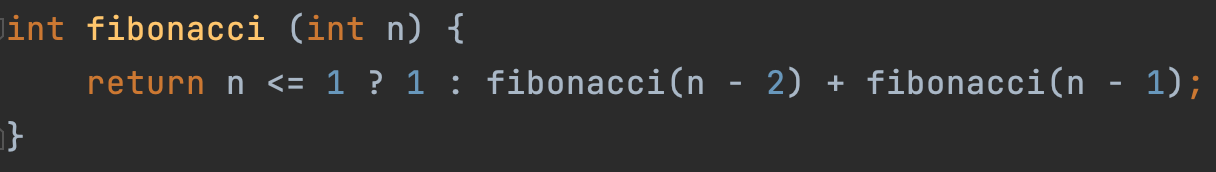 int fibonacci (int n) {
    return n <= 1 ? 1 : fibonacci(n - 2) + fibonacci(n - 1);
}